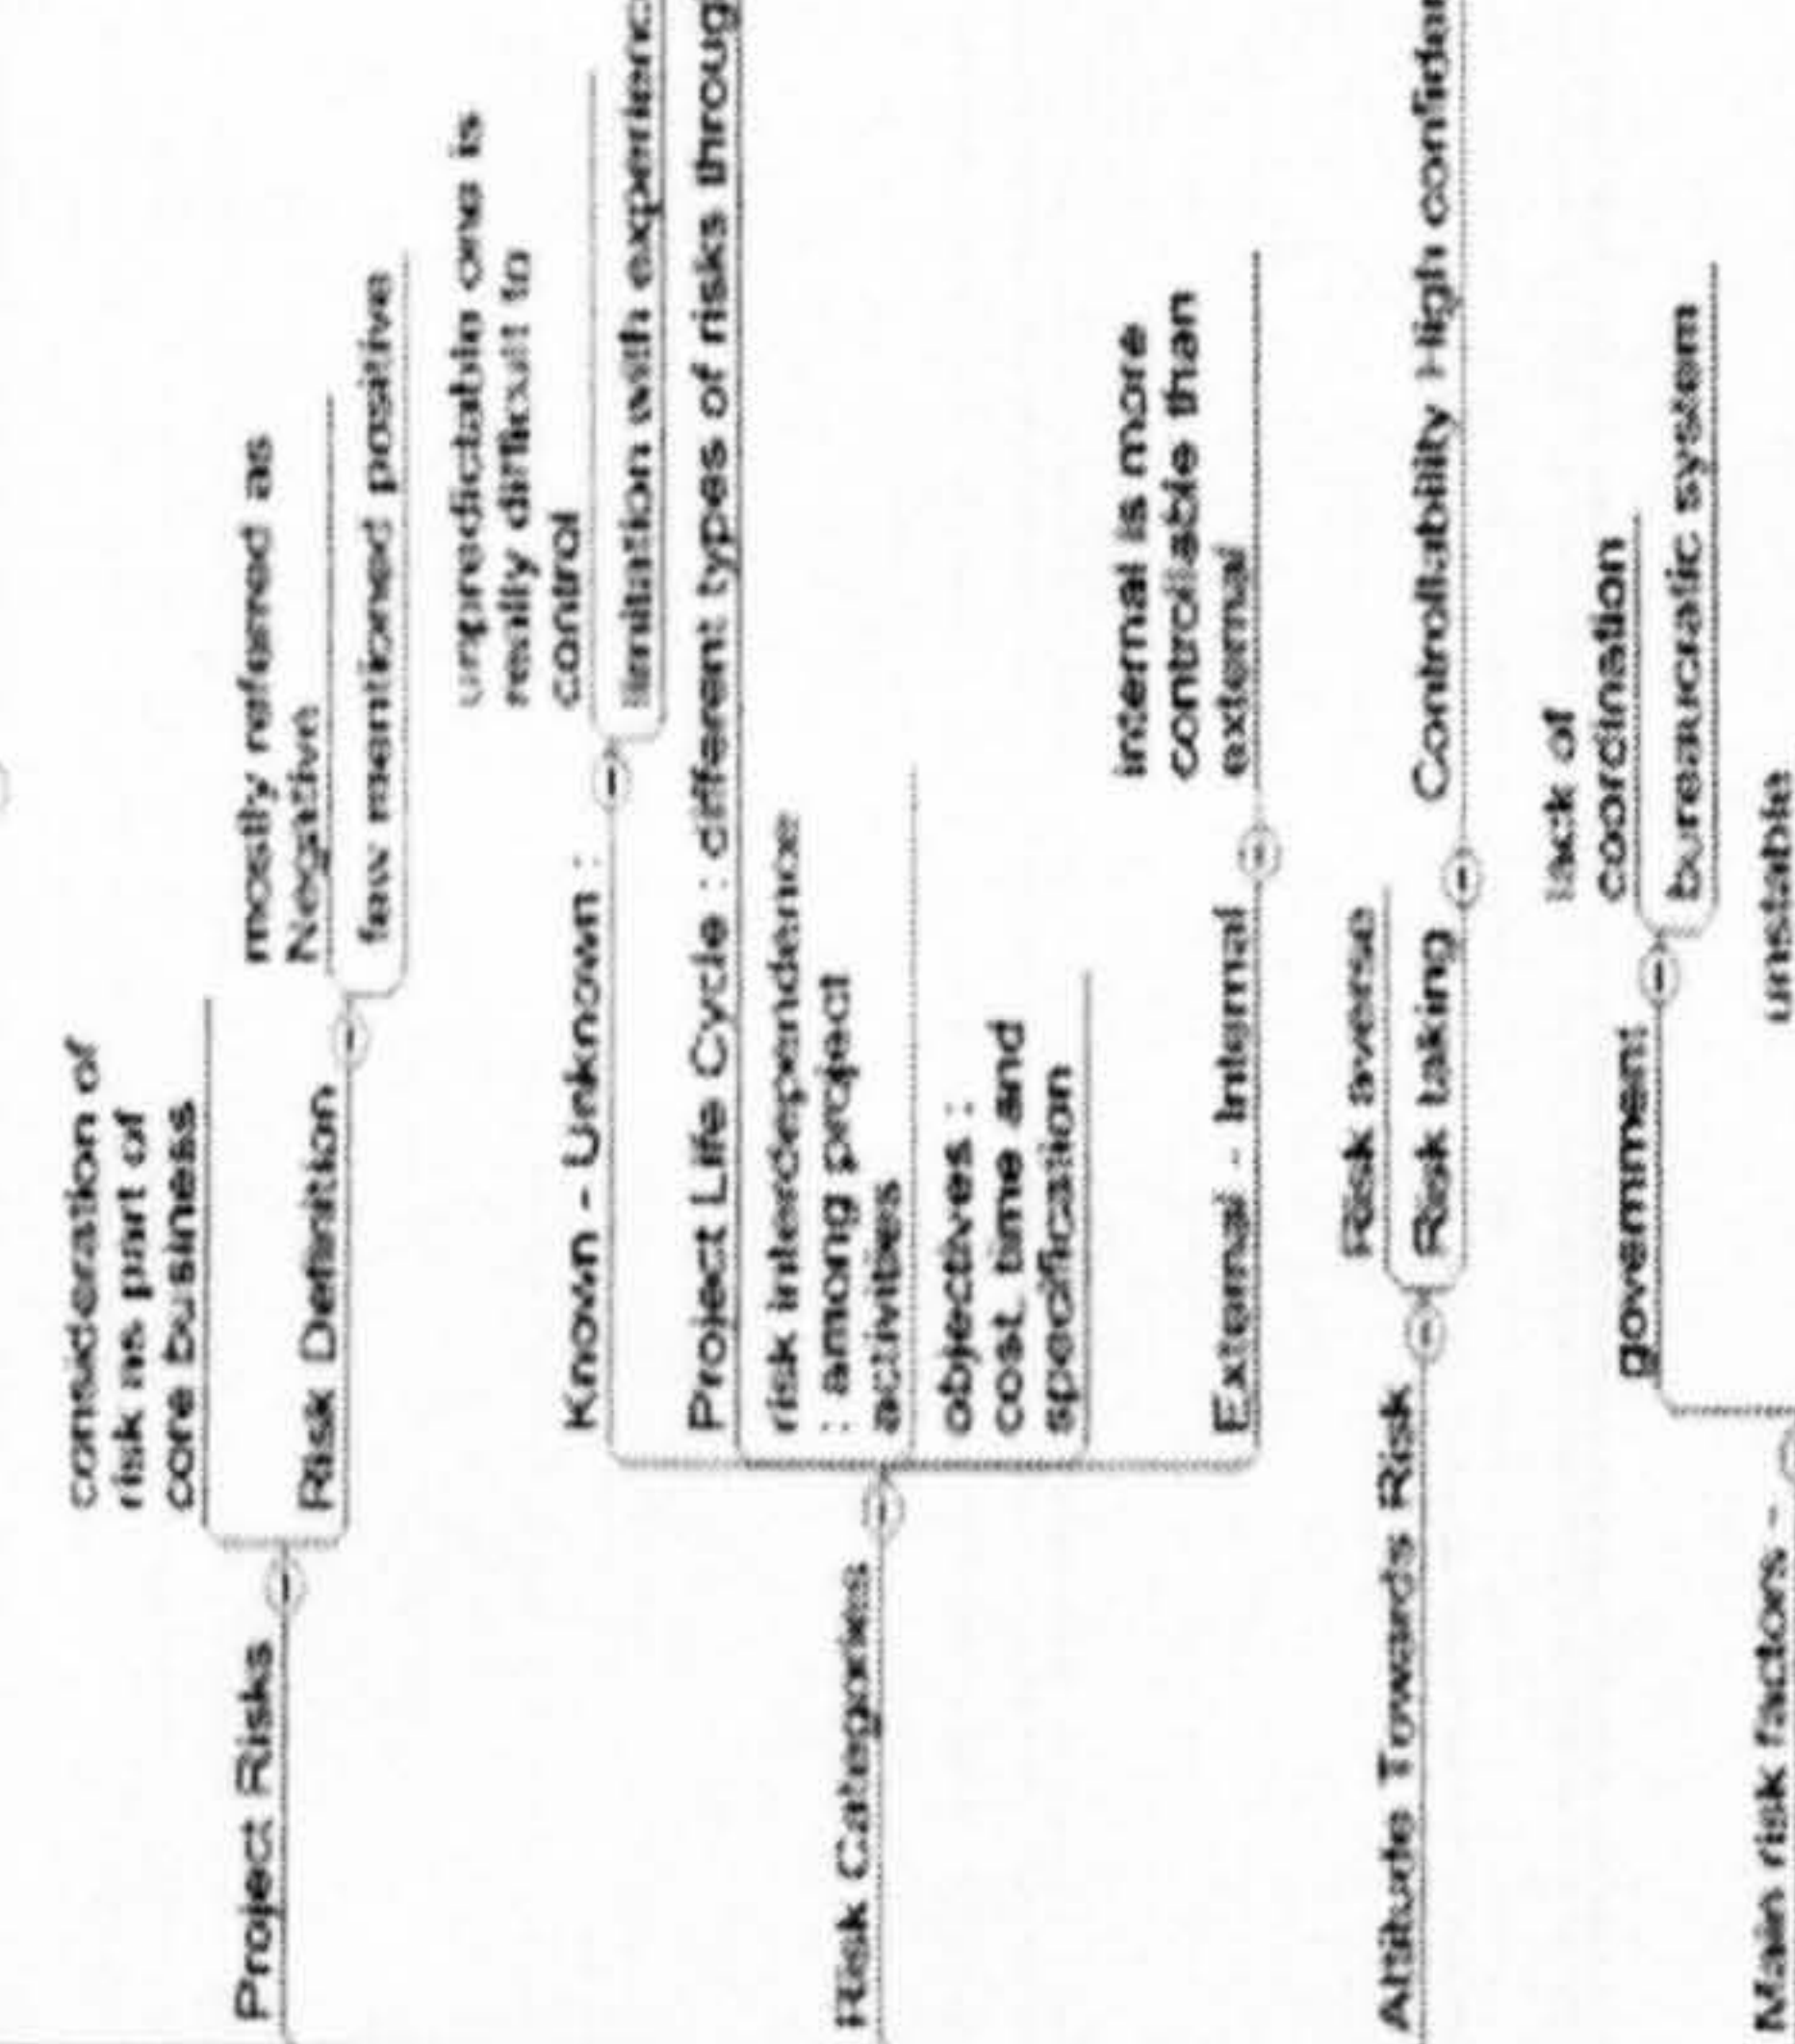 consideration of
risk as part of
core business
Project Risks
Risk Definition
mostly referred as
Negative
few mentioned positive
Risk Categories
Known - Unknown :
unpredictable one is
really difficult to
control
limitation with
Project Life Cycle : different types of risks
risk interdependence
: among project
activities
objectives :
cost, time and
specification
External - Internal
internal is more
controllable than
external
Attitude Towards Risk
Risk averse
Risk taking
Controllability High
Main risk factors -
government
lack of
coordination
bureaucratic system
unstable